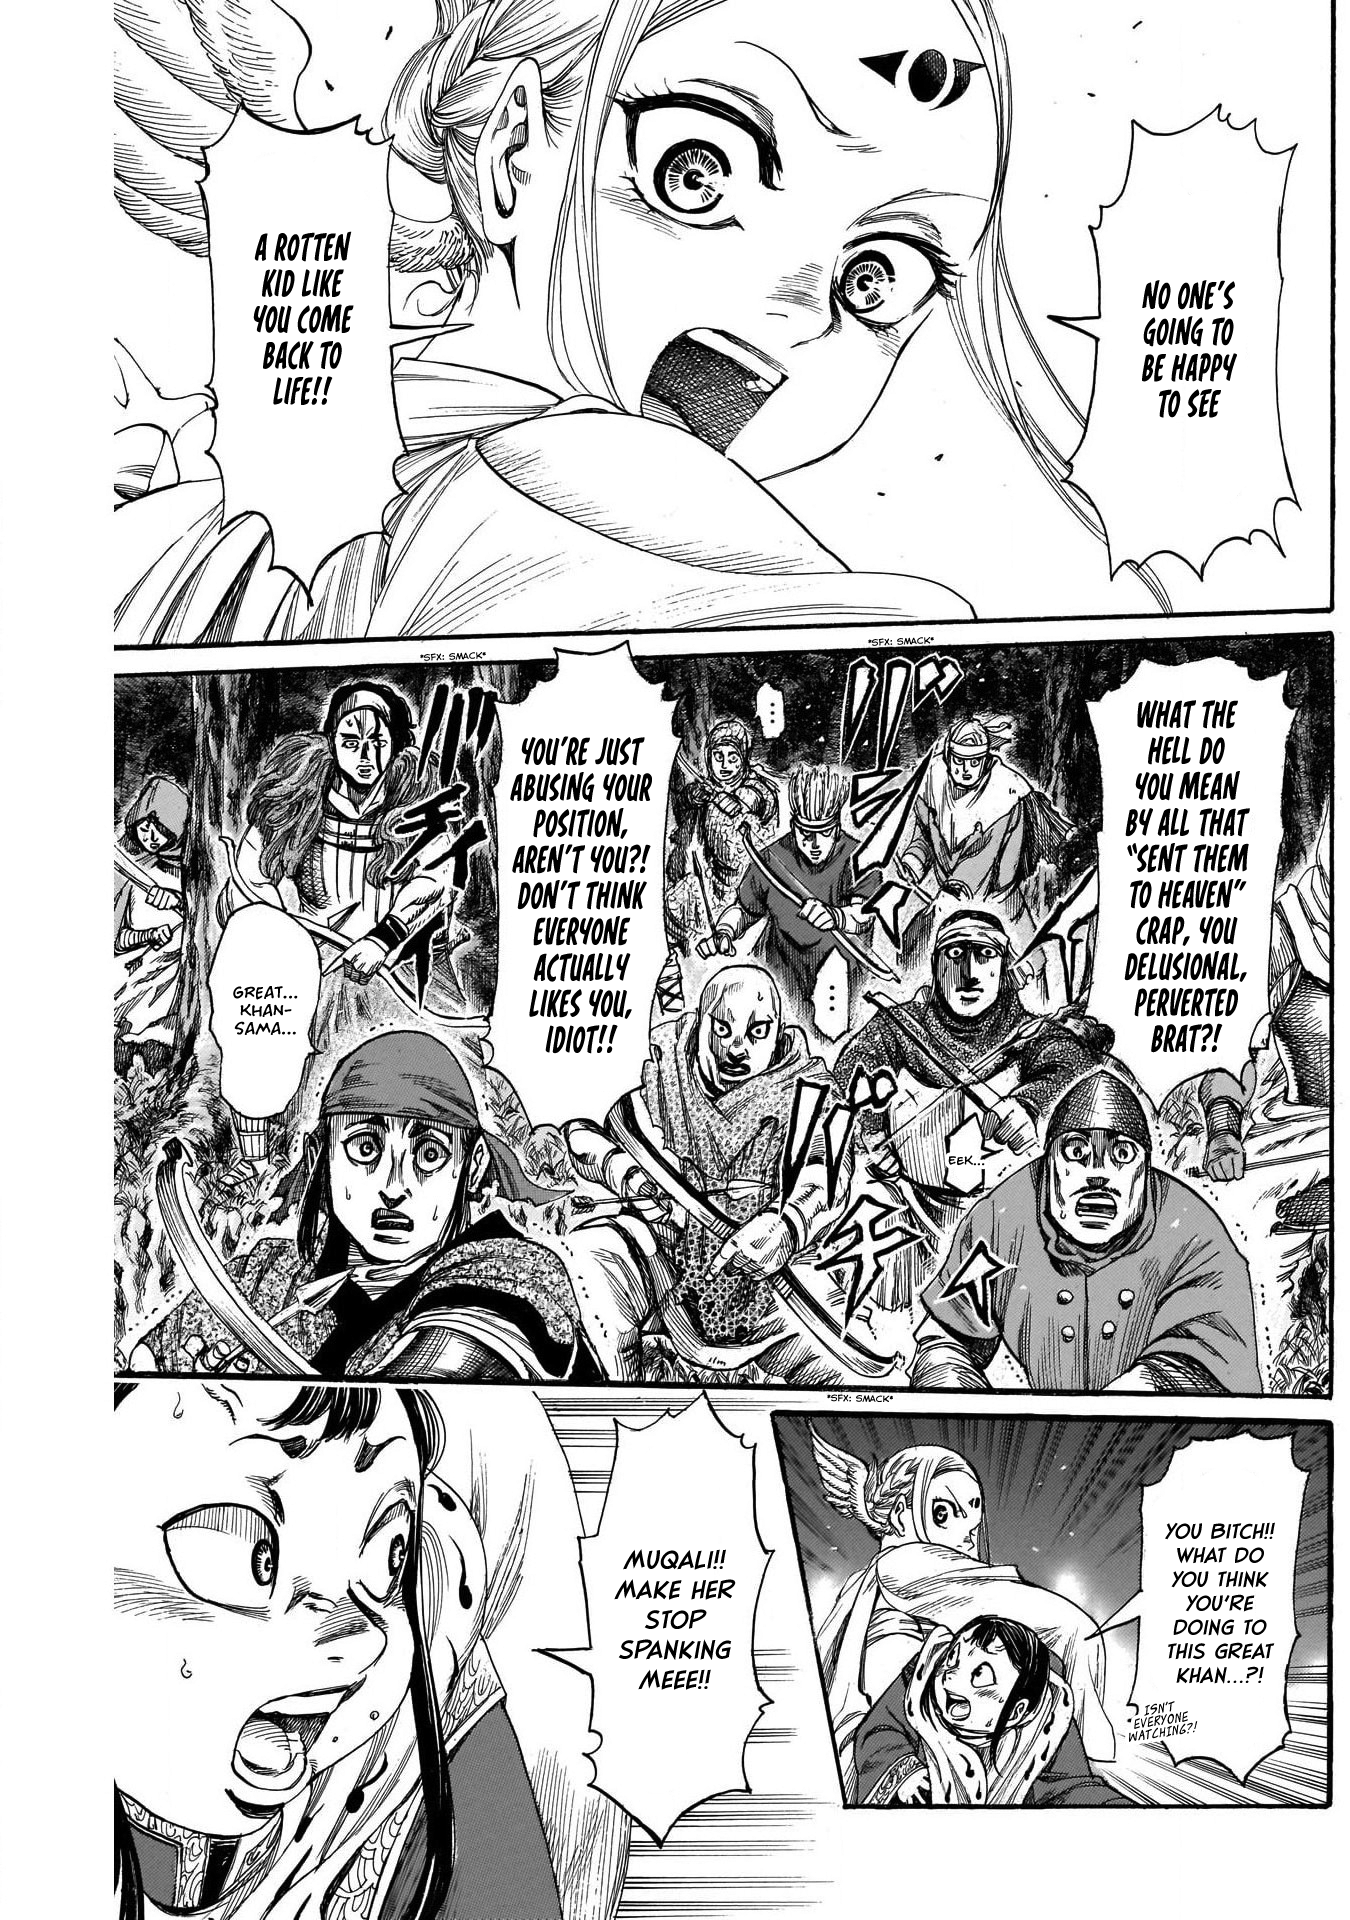 NO ONE'S
GOING TO
BE HAPPY
TO SEE
A ROTTEN
KID LIKE
YOU COME
BACK TO
LIFE!!
*SFX: SMACK*
*SFX: SMACK*
WHAT THE
HELL DO
YOU MEAN
BY ALL THAT
"SENT THEM
TO HEAVEN"
CRAP, YOU
DELUSIONAL,
PERVERTED
BRAT?!
...
YOU'RE JUST
ABUSING YOUR
POSITION,
AREN'T YOU?!
DON'T THINK
EVERYONE
ACTUALLY
LIKES YOU,
IDIOT!!
...
EEK...
GREAT...
KHAN-
SAMA...
*SFX: SMACK*
YOU BITCH!!
WHAT DO
YOU THINK
YOU'RE
DOING TO
THIS GREAT
KHAN...?!
ISN'T
EVERYONE
WATCHING?!
MUQALI!!
MAKE HER
STOP
SPANKING
MEEE!!